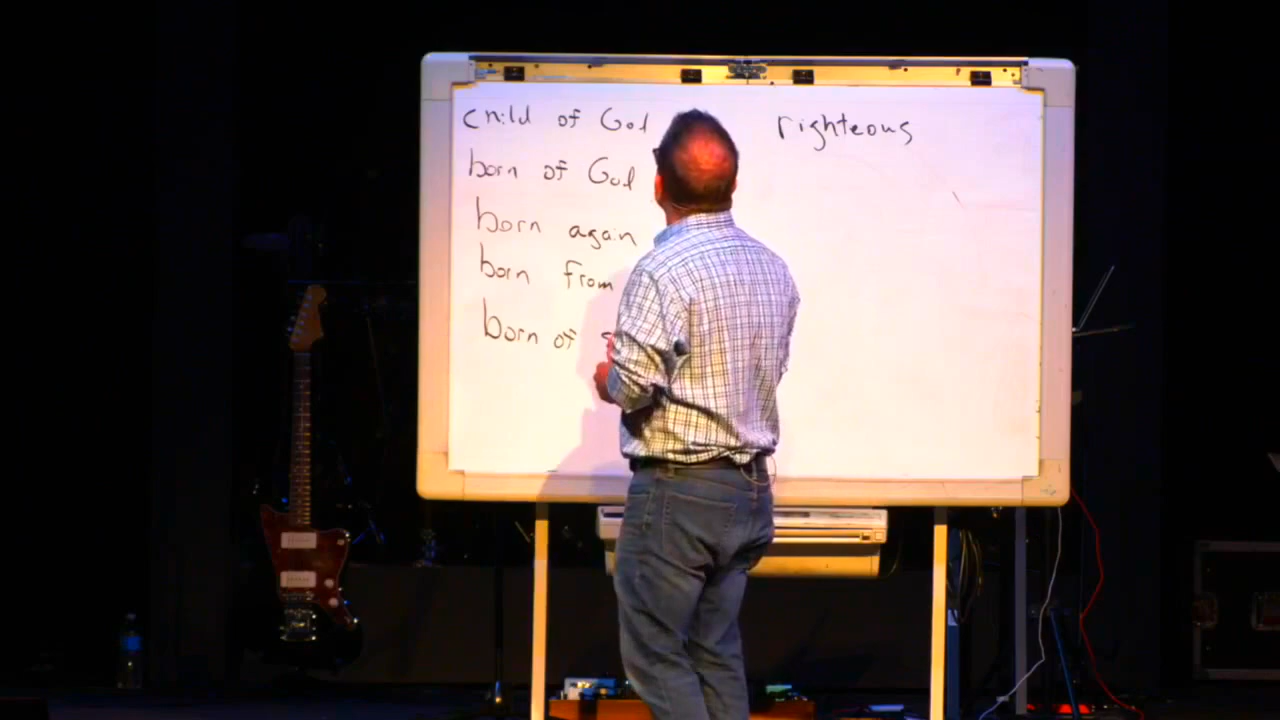 child of God
righteous
born of God
born again
born from
born of